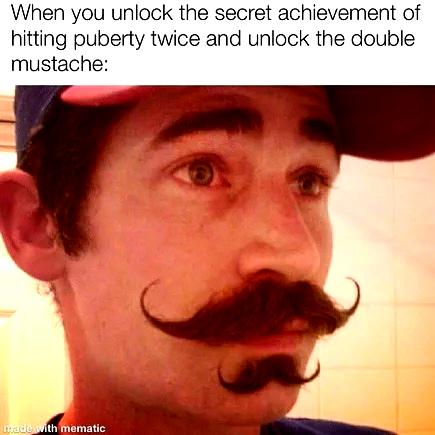 When you unlock the secret achievement of
hitting puberty twice and unlock the double
mustache:
made with mematic